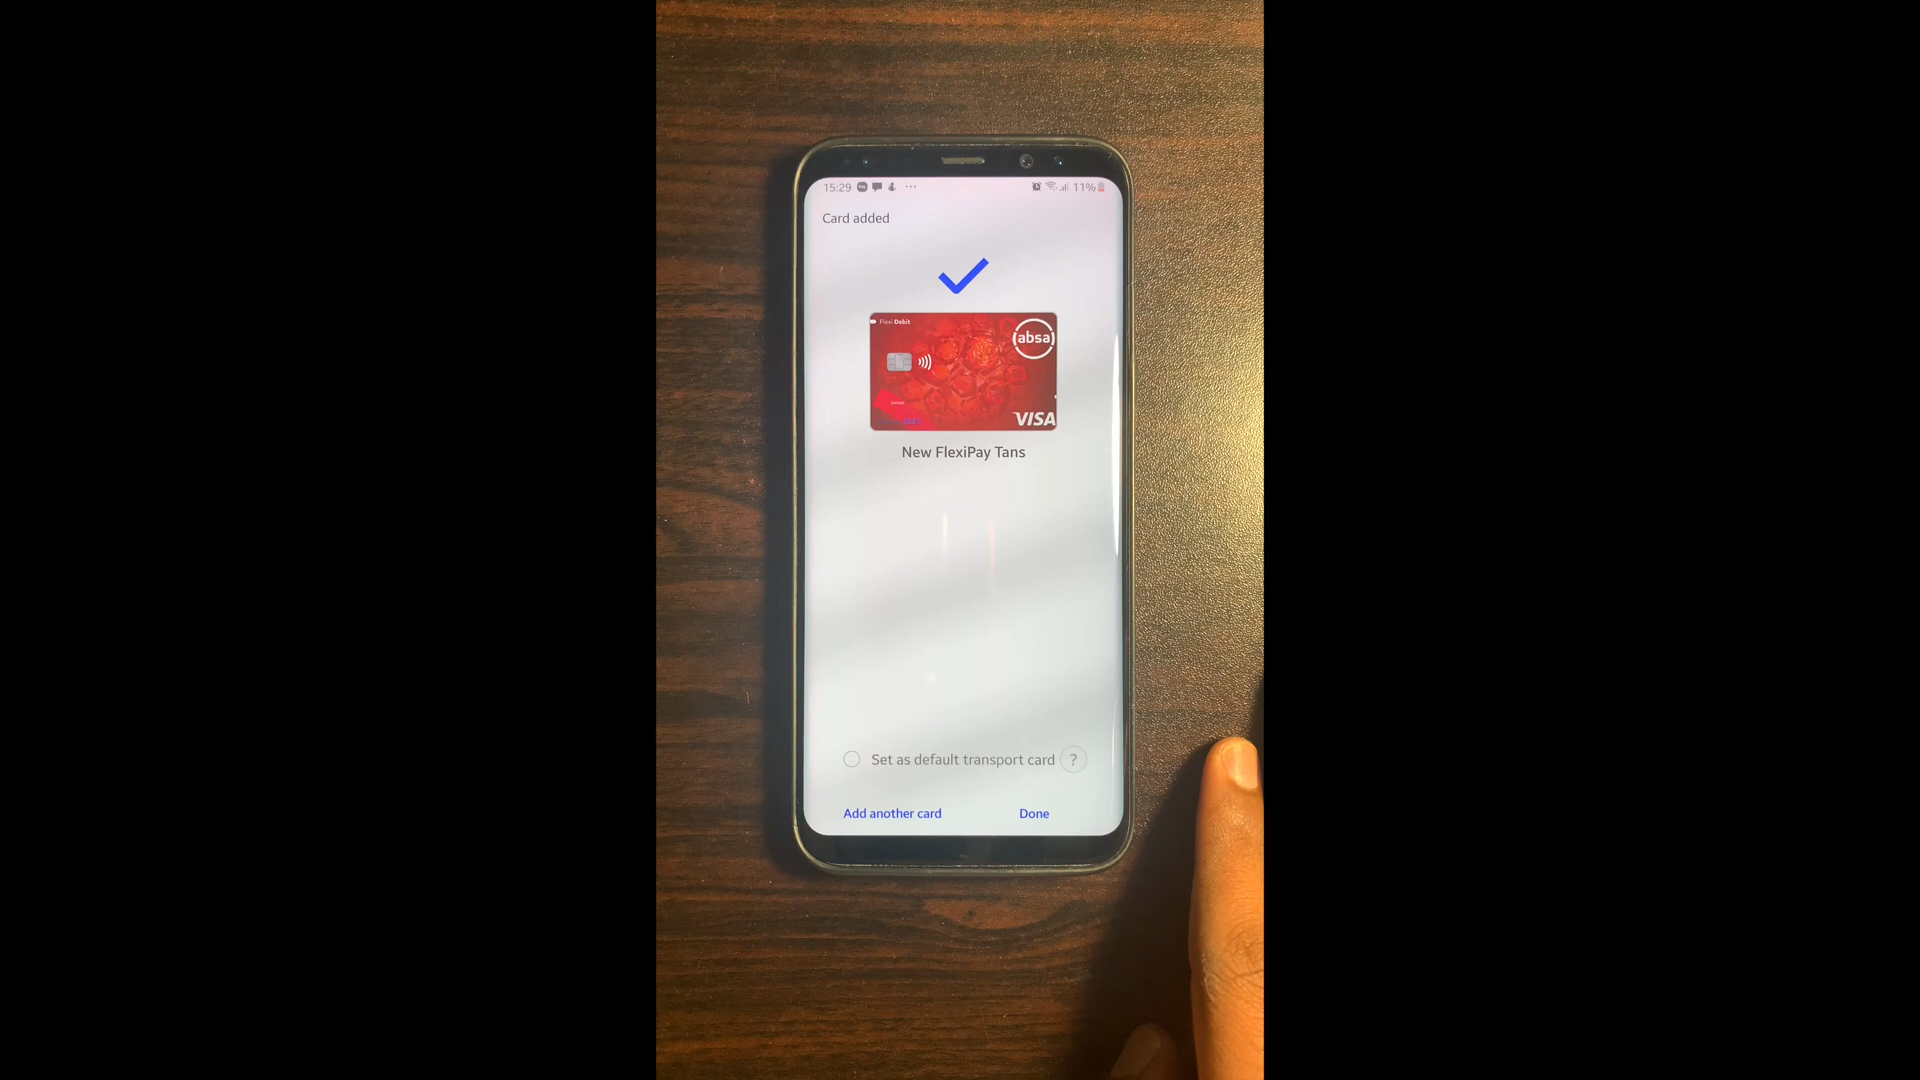 15:29 11%
Card added
Flexi Debit
absa
VISA
New FlexiPay Tans
Set as default transport card ?
Add another card Done